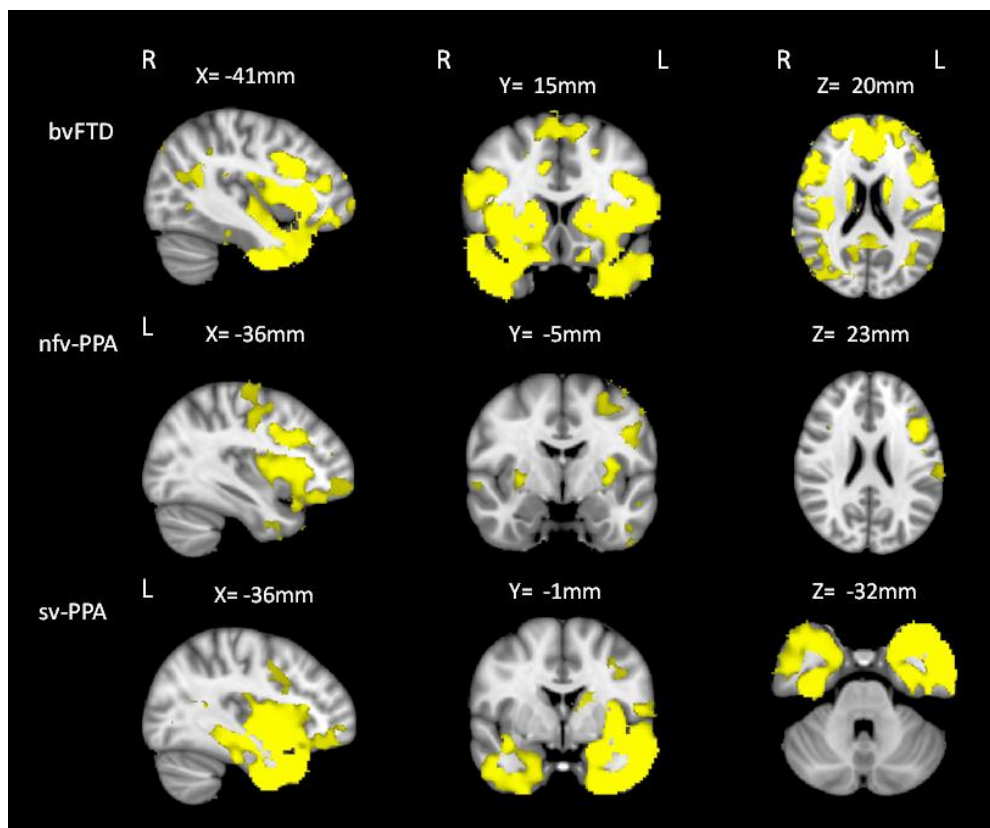 R R L R L
X= -41mm Y= 15mm Z= 20mm
bvFTD
L
nfv-PPA X= -36mm Y= -5mm Z= 23mm
L
sv-PPA X= -36mm Y= -1mm Z= -32mm